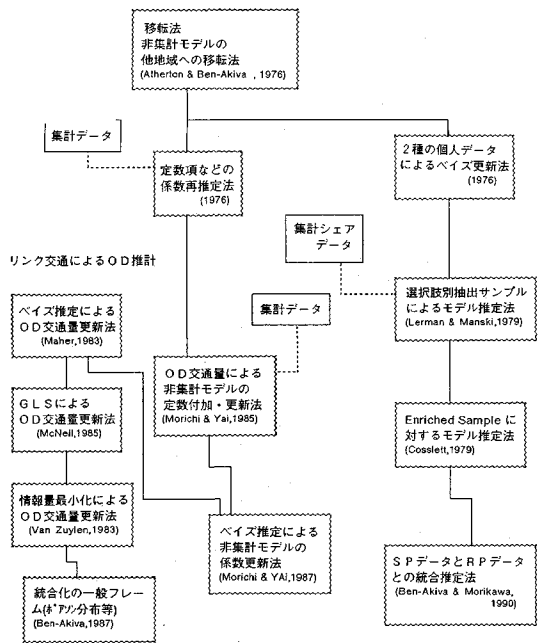 移転法
非集計モデルの
他地域への移転法
(Atherton & Ben-Akiva , 1976)
集計データ
定数項などの
係数再推定法
(1976)
2種の個人データ
によるベイズ更新法
(1976)
集計シェア
データ
リンク交通によるOD推計
選択肢別抽出サンプル
によるモデル推定法
(Lerman & Manski,1979)
集計データ
ベイズ推定による
OD交通量更新法
(Maher,1983)
OD交通量による
非集計モデルの
定数付加・更新法
(Morichi & Yai,1985)
GLSによる
OD交通量更新法
(McNeil,1985)
Enriched Sample に
対するモデル推定法
(Cosslett,1979)
情報量最小化による
OD交通量更新法
(Van Zuylen,1983)
ベイズ推定による
非集計モデルの
係数更新法
(Morichi & YAi,1987)
SPデータとRPデータ
との統合推定法
(Ben-Akiva & Morikawa,
1990)
統合化の一般フレー
ム(ポアソン分布等)
(Ben-Akiva,1987)